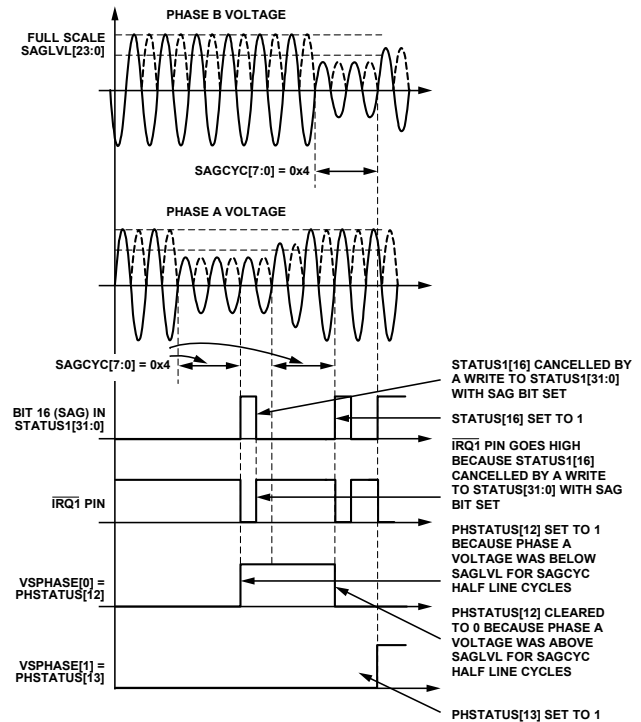 PHASE B VOLTAGE
FULL SCALE
SAGLVL[23:0]
SAGCYC[7:0] = 0x4
PHASE A VOLTAGE
SAGCYC[7:0] = 0x4
BIT 16 (SAG) IN
STATUS1[31:0]
IRQ1 PIN
VSPHASE[0] =
PHSTATUS[12]
VSPHASE[1] =
PHSTATUS[13]
STATUS1[16] CANCELLED BY
A WRITE TO STATUS1[31:0]
WITH SAG BIT SET
STATUS[16] SET TO 1
IRQ1 PIN GOES HIGH
BECAUSE STATUS1[16]
CANCELLED BY A WRITE
TO STATUS[31:0] WITH SAG
BIT SET
PHSTATUS[12] SET TO 1
BECAUSE PHASE A
VOLTAGE WAS BELOW
SAGLVL FOR SAGCYC
HALF LINE CYCLES
PHSTATUS[12] CLEARED
TO 0 BECAUSE PHASE A
VOLTAGE WAS ABOVE
SAGLVL FOR SAGCYC
HALF LINE CYCLES
PHSTATUS[13] SET TO 1